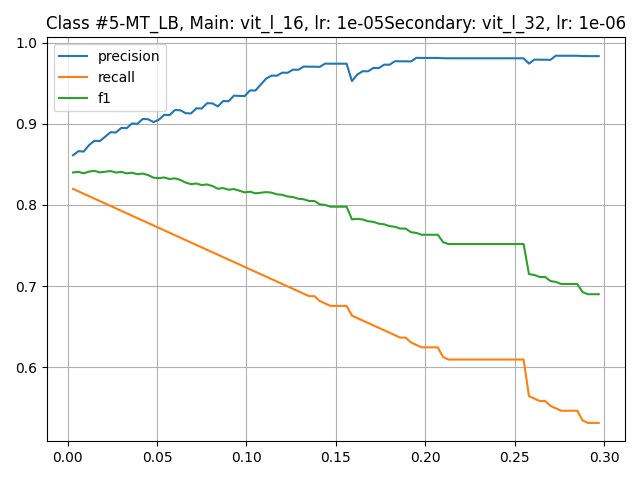 Class #5-MT_LB, Main: vit_l_16, lr: 1e-05Secondary: vit_l_32, lr: 1e-06
precision
recall
f1
1.0
0.9
0.8
0.7
0.6
0.00 0.05 0.10 0.15 0.20 0.25 0.30